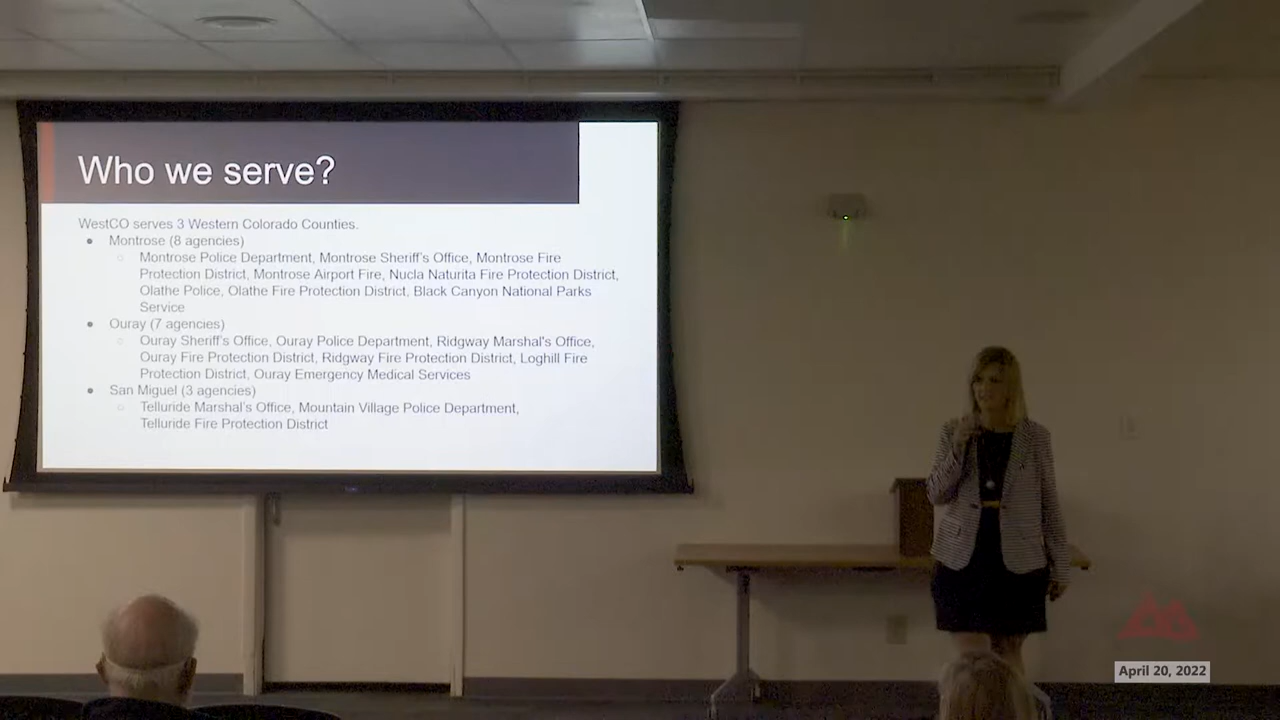 Who we serve?
WestCO serves 3 Western Colorado Counties.
Montrose (8 agencies)
Montrose Police Department, Montrose Sheriff's Office, Montrose Fire
Protection District, Montrose Airport Fire, Nucla Naturita Fire Protection District,
Olathe Police, Olathe Fire Protection District, Black Canyon National Parks
Service
Ouray (7 agencies)
Ouray Sheriff's Office, Ouray Police Department, Ridgway Marshal's Office,
Ouray Fire Protection District, Ridgway Fire Protection District, Loghill Fire
Protection District, Ouray Emergency Medical Services
San Miguel (3 agencies)
Telluride Marshal's Office, Mountain Village Police Department,
Telluride Fire Protection District
April 20, 2022